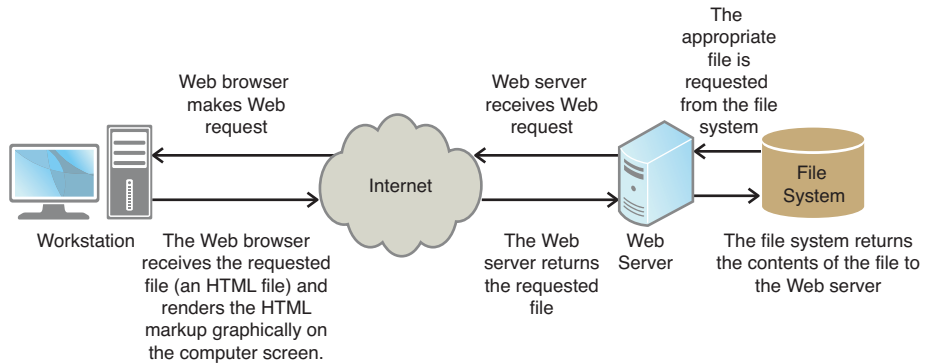 Web browser
makes Web
request
Web server
receives Web
request
The
appropriate
file is
requested
from the file
system
Internet
File
System
Workstation
The Web browser
receives the requested
file (an HTML file) and
renders the HTML
markup graphically on
the computer screen.
The Web
server returns
the requested
file
Web
Server
The file system returns
the contents of the file to
the Web server